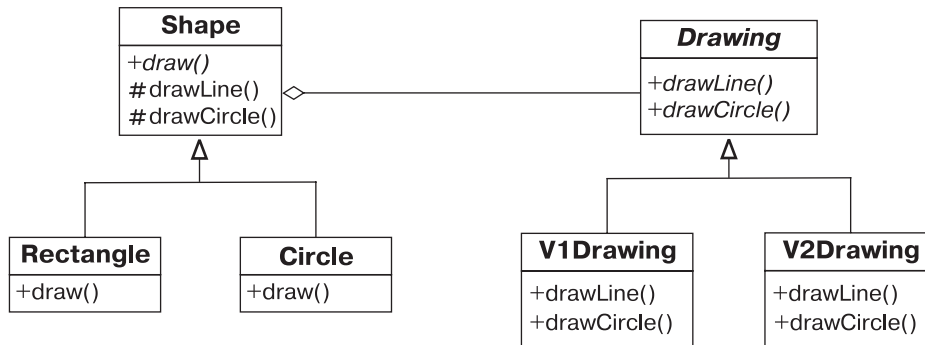 Shape
+draw()
#drawLine()
#drawCircle()
Drawing
+drawLine()
+drawCircle()
Rectangle
+draw()
Circle
+draw()
V1Drawing
+drawLine()
+drawCircle()
V2Drawing
+drawLine()
+drawCircle()